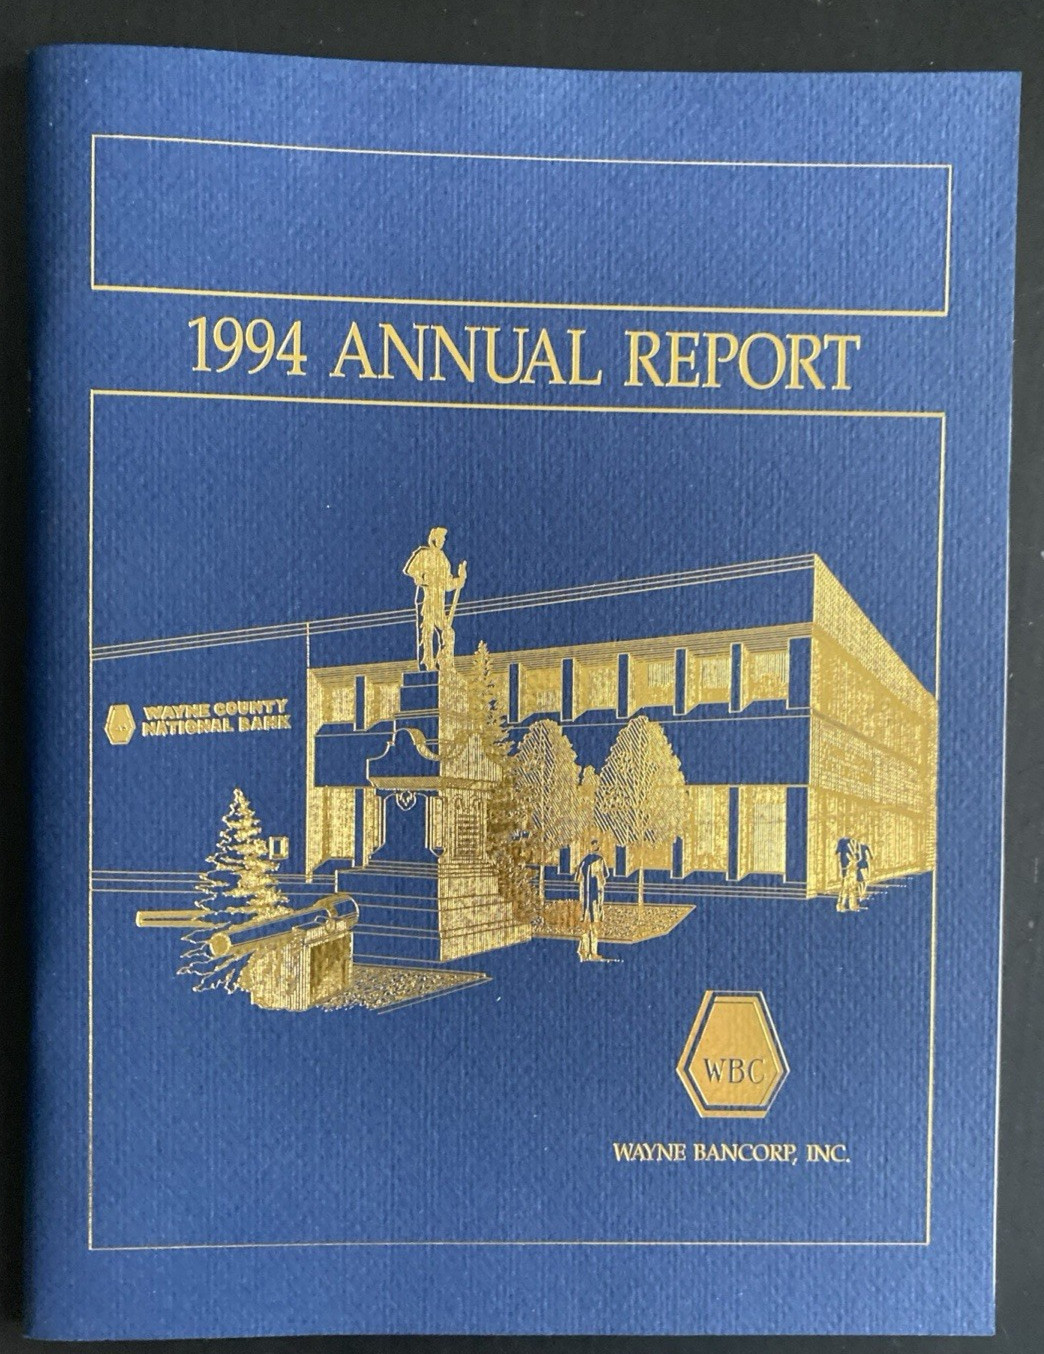 1994 ANNUAL REPORT
WAYNE COUNTY
NATIONAL BANK
WBC
WAYNE BANCORP, INC.